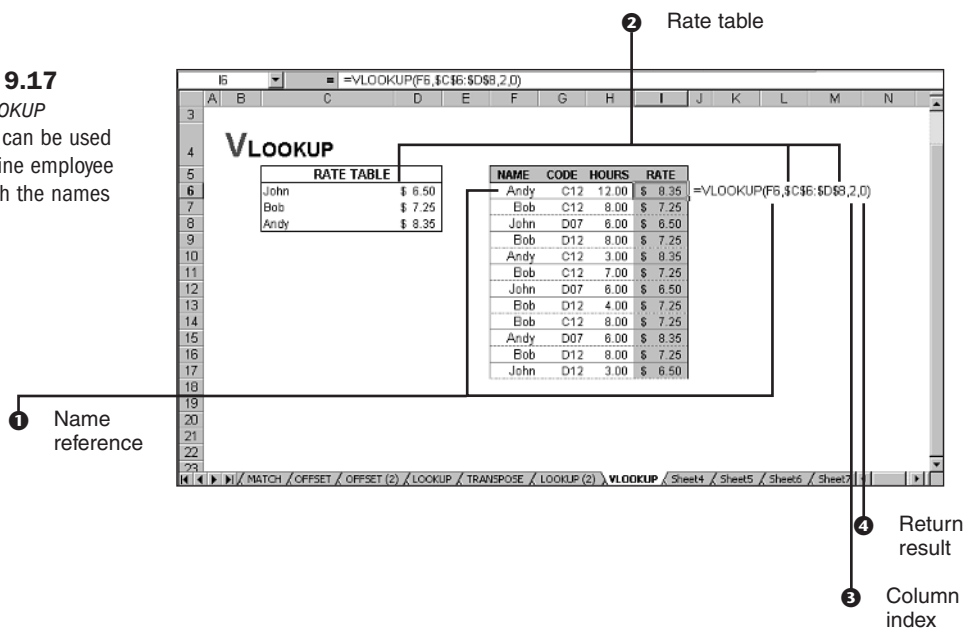 ❷ Rate table
9.17
OOKUP
can be used
ine employee
h the names
I6 = =VLOOKUP(F6,$C$6:$D$8,2,0)
A B C D E F G H I J K L M N
3
4 VLOOKUP
5 RATE TABLE NAME CODE HOURS RATE
6 John $ 6.50 Andy C12 12.00 $ 8.35 =VLOOKUP(F6,$C$6:$D$8,2,0)
7 Bob $ 7.25 Bob C12 8.00 $ 7.25
8 Andy $ 8.35 John D07 6.00 $ 6.50
9 Bob D12 8.00 $ 7.25
10 Andy C12 3.00 $ 8.35
11 Bob C12 7.00 $ 7.25
12 John D07 6.00 $ 6.50
13 Bob D12 4.00 $ 7.25
14 Bob C12 8.00 $ 7.25
15 Andy D07 6.00 $ 8.35
16 Bob D12 8.00 $ 7.25
17 John D12 3.00 $ 6.50
18
19
20
21
22
23
❶ Name
reference
MATCH / OFFSET / OFFSET (2) / LOOKUP / TRANSPOSE / LOOKUP (2) \ VLOOKUP / Sheet4 / Sheet5 / Sheet6 / Sheet7
❹ Return
result
❸ Column
index